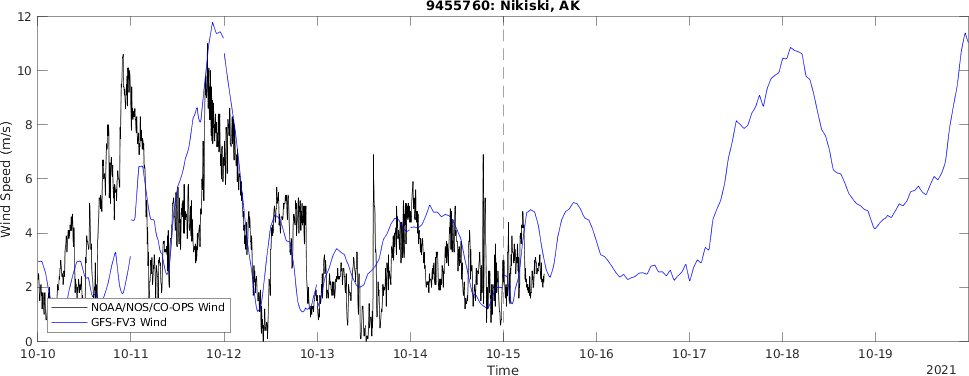 9455760: Nikiski, AK
12
10
8
6
4
2
0
Wind Speed (m/s)
NOAA/NOS/CO-OPS Wind
GFS-FV3 Wind
10-10 10-11 10-12 10-13 10-14 10-15 10-16 10-17 10-18 10-19
Time
2021